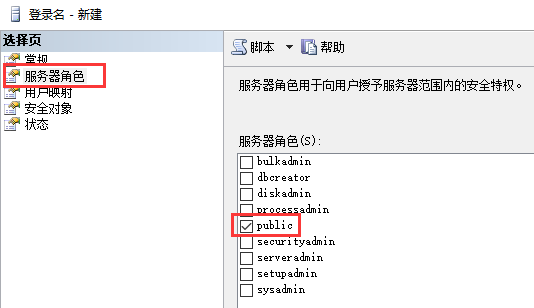 登录名 - 新建
选择页
常规
服务器角色
用户映射
安全对象
状态
脚本 帮助
服务器角色用于向用户授予服务器范围内的安全特权。
服务器角色(S):
bulkadmin
dbcreator
diskadmin
processadmin
public
securityadmin
serveradmin
setupadmin
sysadmin